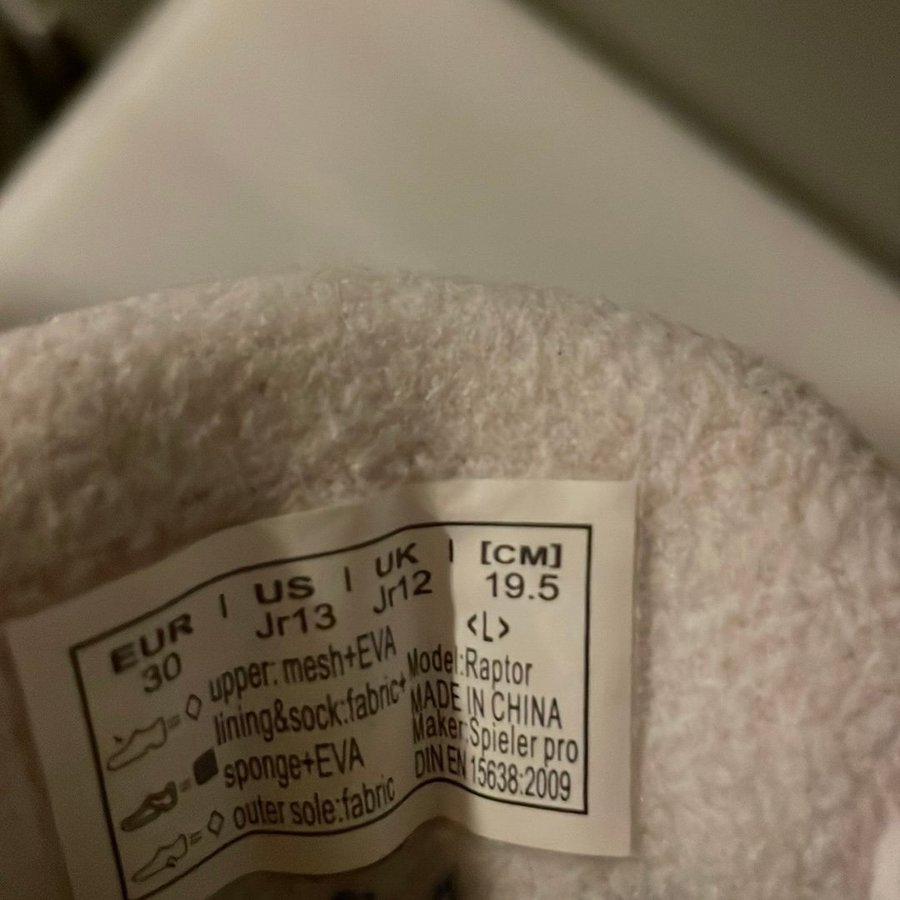 EUR | US | UK | [CM]
30 Jr13 Jr12 19.5
<L>
upper: mesh+EVA
lining&sock:fabric+
sponge+EVA
outer sole:fabric
Model:Raptor
MADE IN CHINA
Maker:Spieler pro
DIN EN 15638:2009